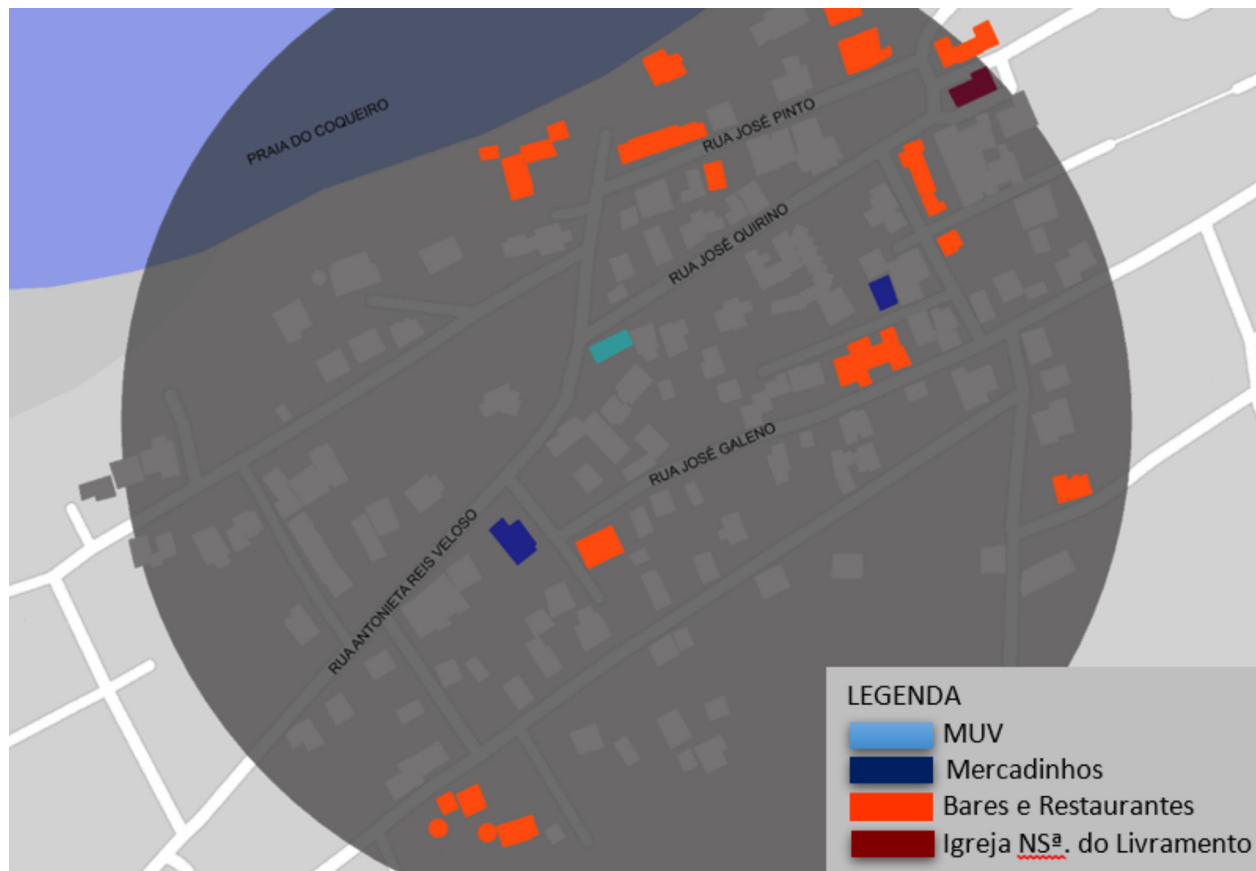 PRAIA DO COQUEIRO
RUA JOSÉ PINTO
RUA JOSÉ QUIRINO
RUA JOSÉ GALENO
RUA ANTONIETA REIS VELOSO
LEGENDA
MUV
Mercadinhos
Bares e Restaurantes
Igreja NSª. do Livramento